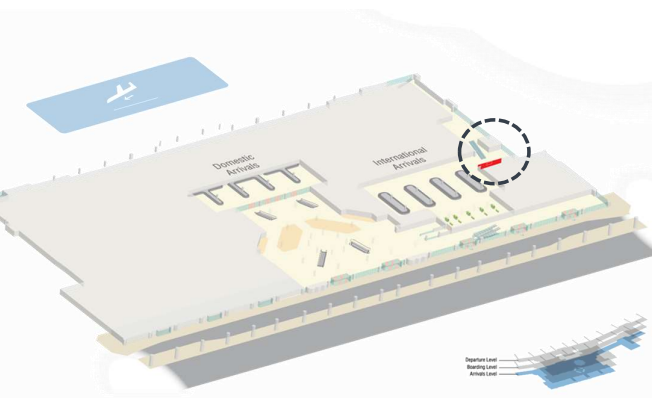 Domestic
Arrivals
International
Arrivals
Departure Level
Boarding Level
Arrivals Level